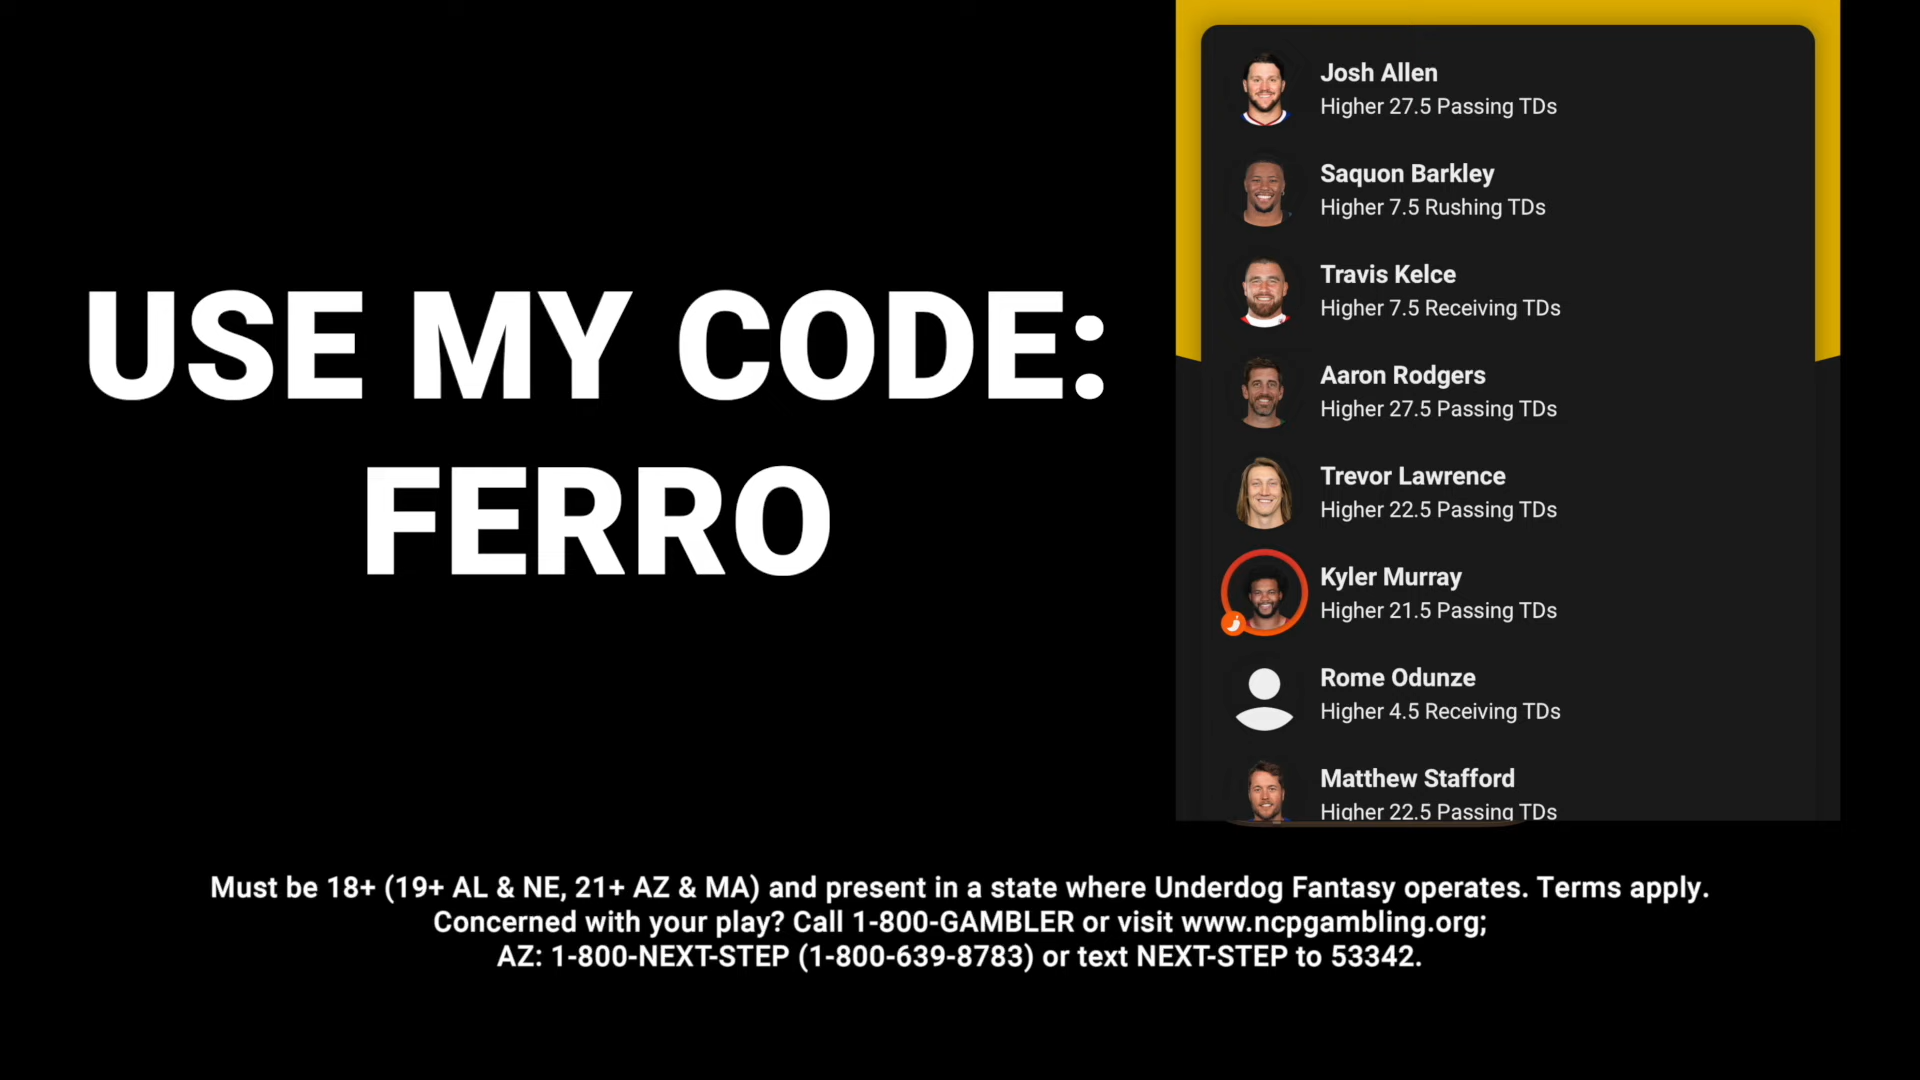 USE MY CODE:
FERRO
Josh Allen
Higher 27.5 Passing TDs
Saquon Barkley
Higher 7.5 Rushing TDs
Travis Kelce
Higher 7.5 Receiving TDs
Aaron Rodgers
Higher 27.5 Passing TDs
Trevor Lawrence
Higher 22.5 Passing TDs
Kyler Murray
Higher 21.5 Passing TDs
Rome Odunze
Higher 4.5 Receiving TDs
Matthew Stafford
Higher 22.5 Passing TDs
Must be 18+ (19+ AL & NE, 21+ AZ & MA) and present in a state where Underdog Fantasy operates. Terms apply.
Concerned with your play? Call 1-800-GAMBLER or visit www.ncpgambling.org;
AZ: 1-800-NEXT-STEP (1-800-639-8783) or text NEXT-STEP to 53342.